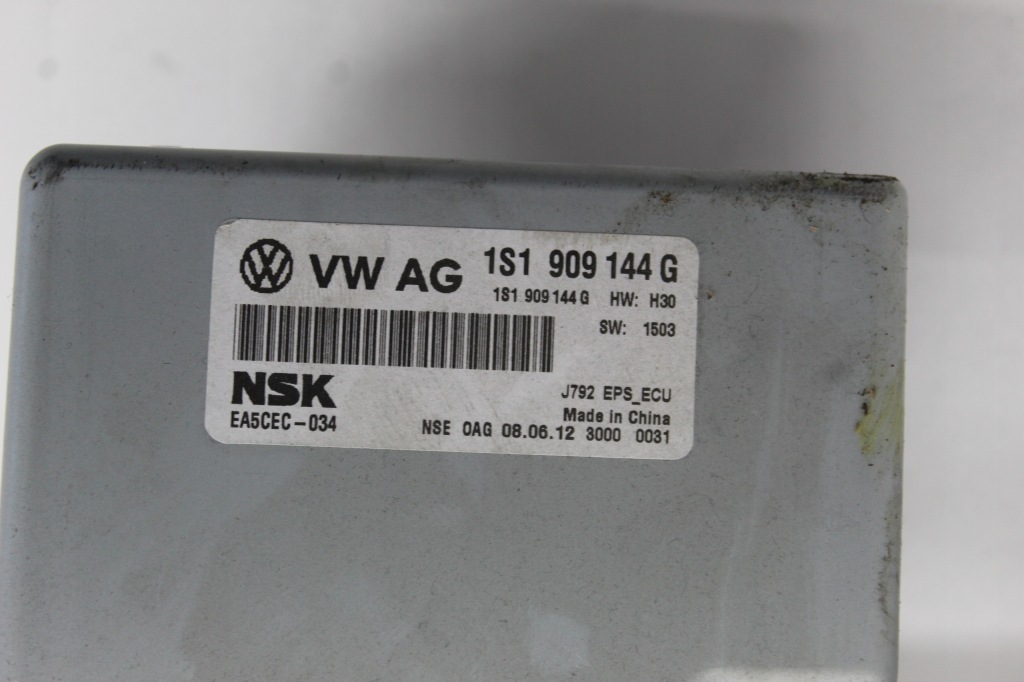 VW AG 1S1 909 144 G
1S1 909 144 G HW: H30
SW: 1503
NSK
J792 EPS_ECU
EA5CEC-034
Made in China
NSE OAG 08.06.12 3000 0031